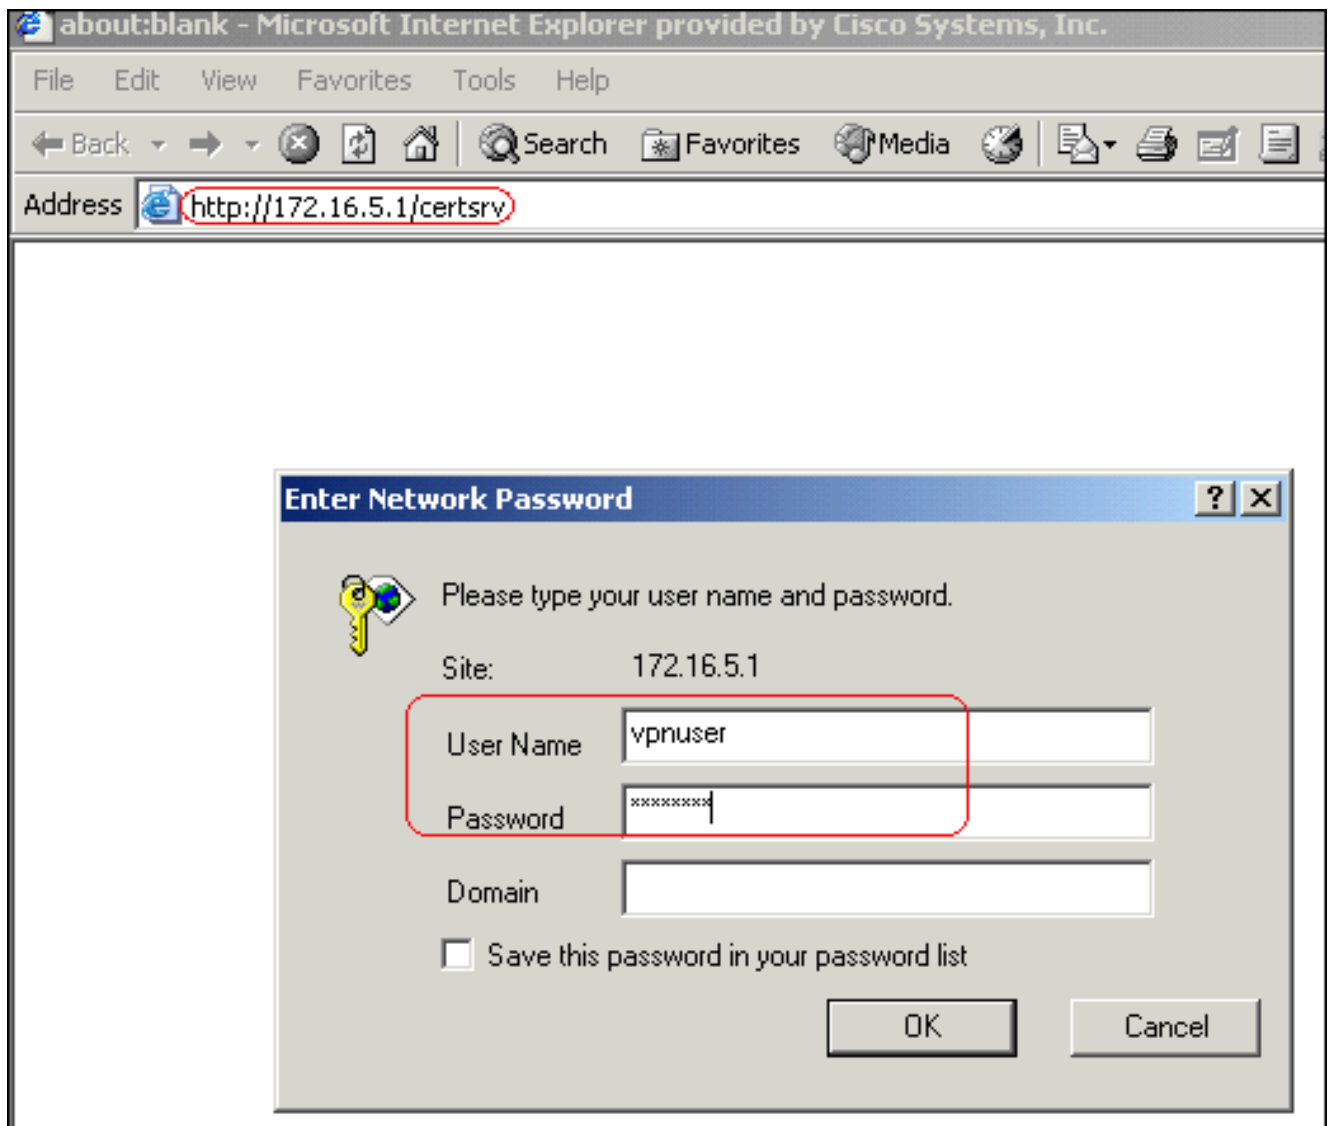 about:blank - Microsoft Internet Explorer provided by Cisco Systems, Inc.
File Edit View Favorites Tools Help
Back Search Favorites Media
Address http://172.16.5.1/certsrv
Enter Network Password
Please type your user name and password.
Site: 172.16.5.1
User Name vpnuser
Password ××××××××
Domain
Save this password in your password list
OK Cancel